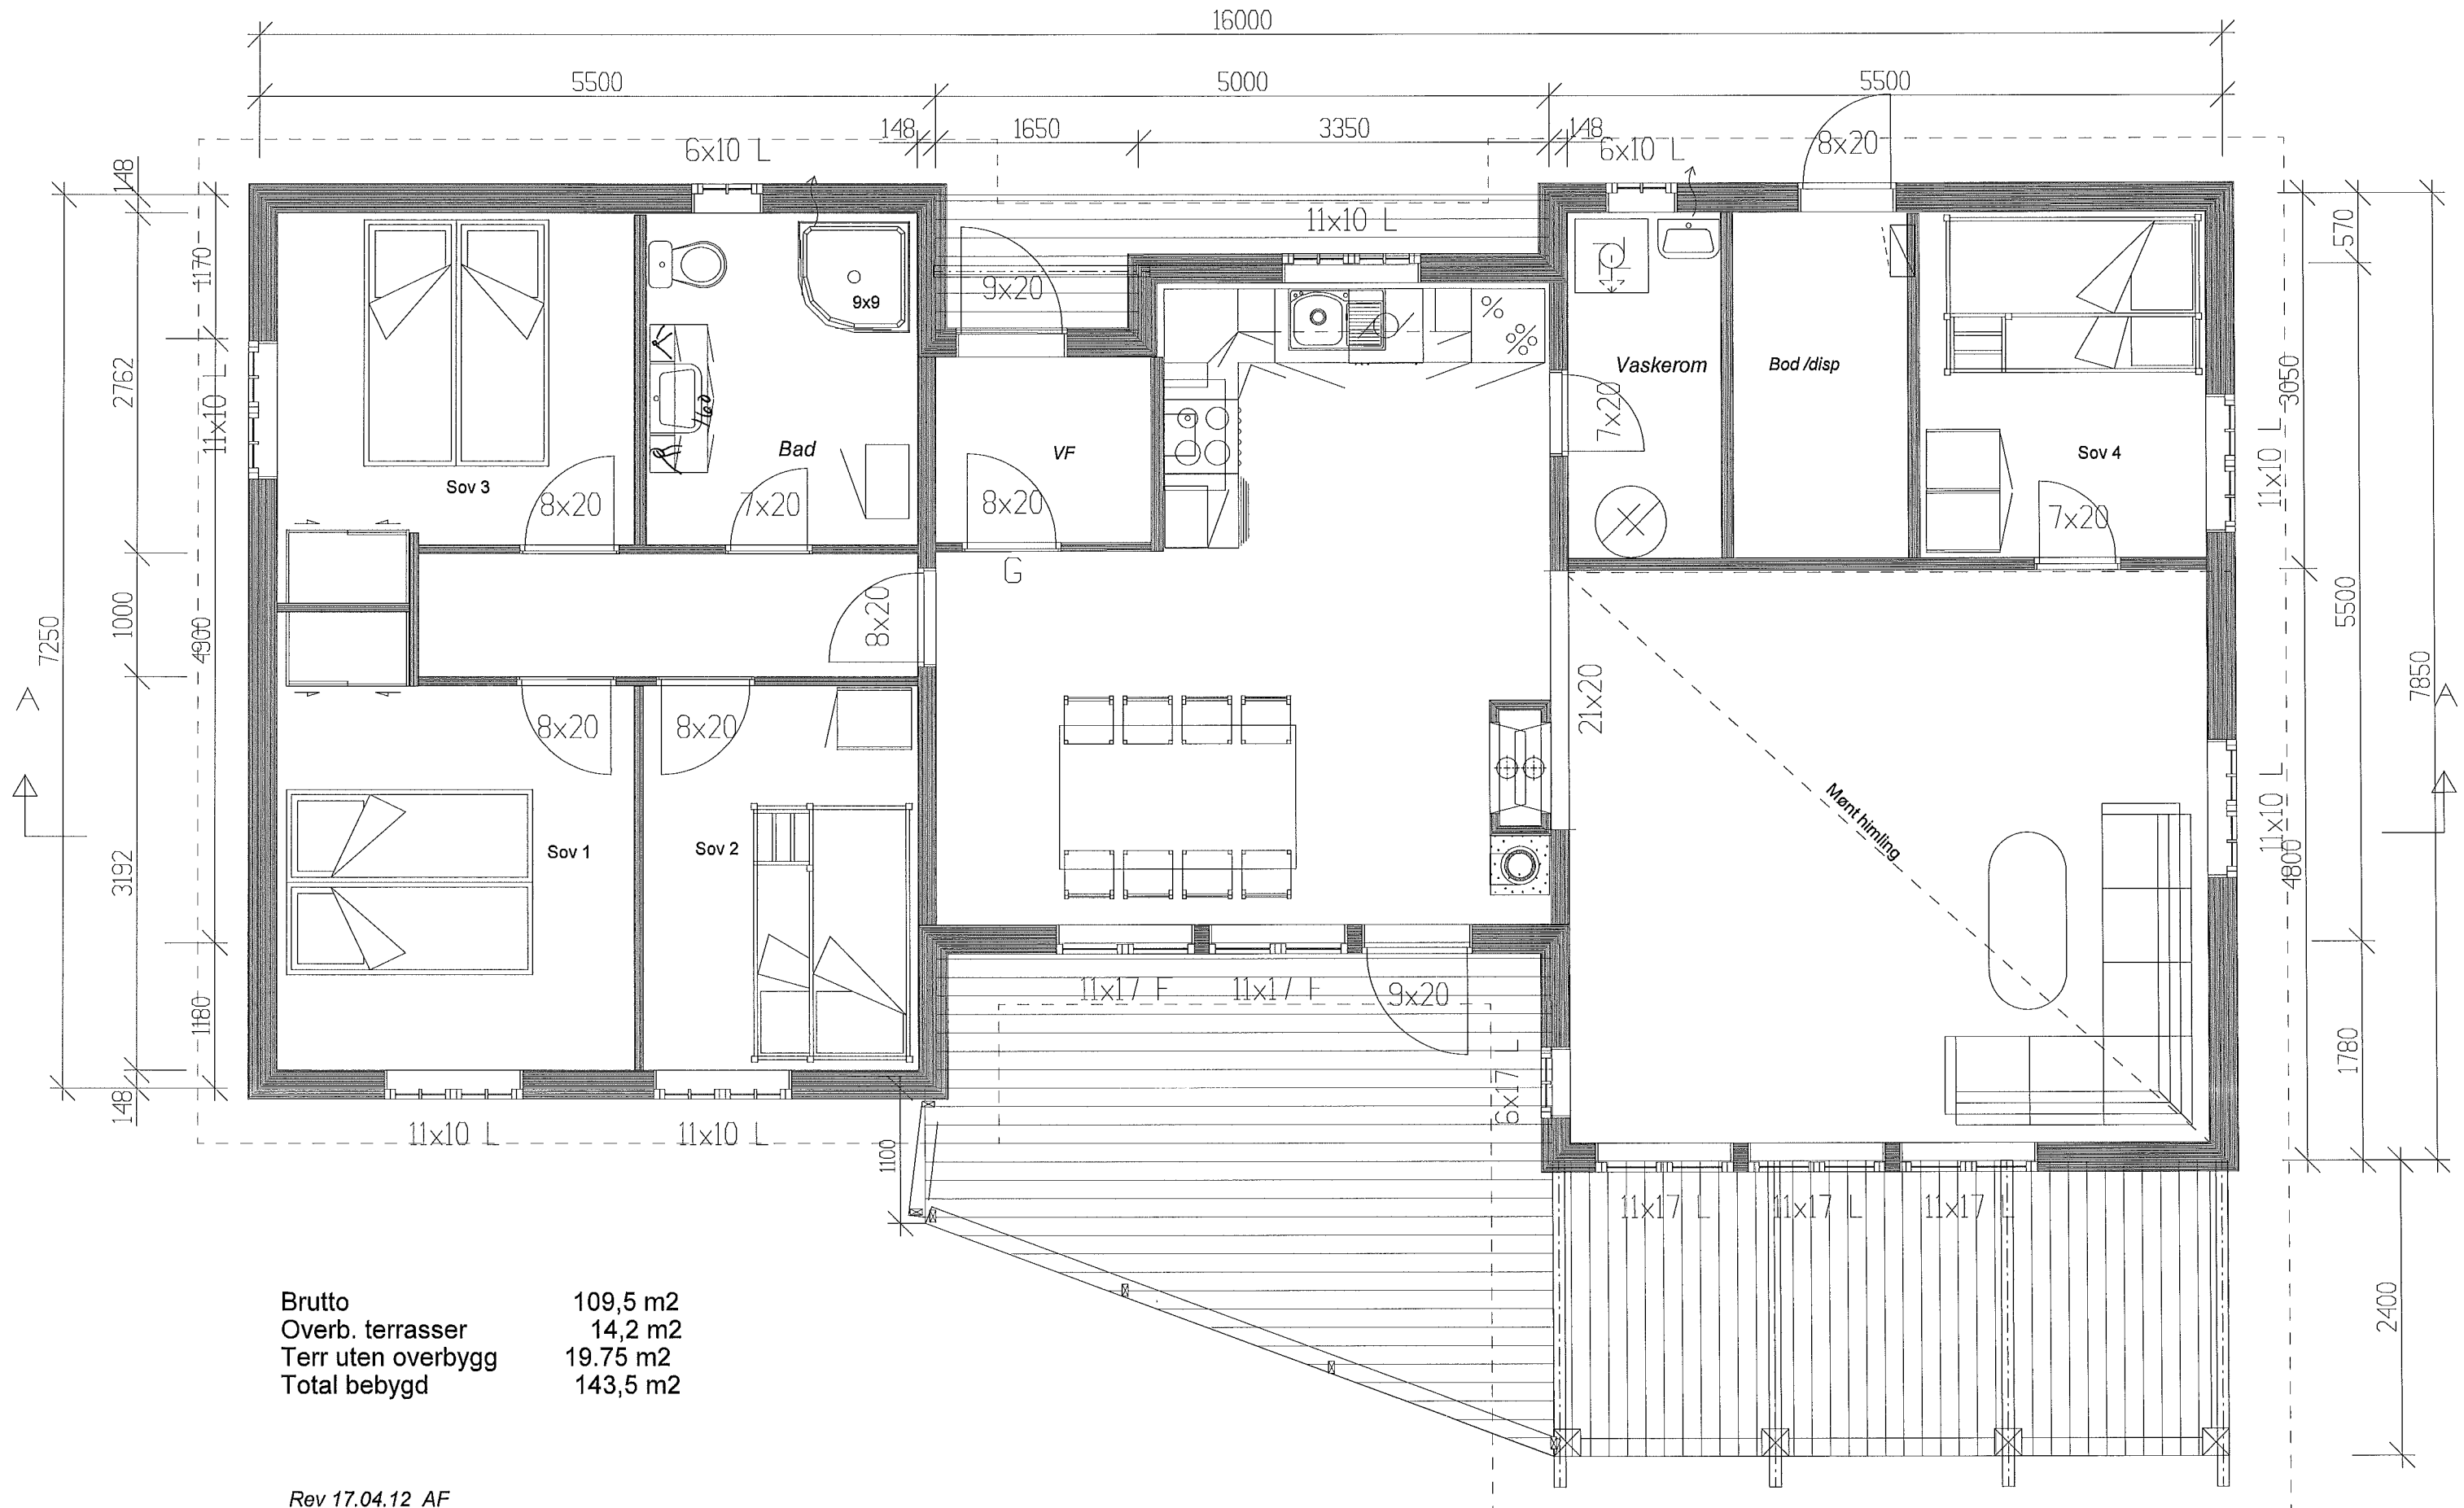 16000
5500 5000 5500
148 1650 3350 148
6x10 L 6x10 L 8x20
148 11x10 L 570
1170 9x20 9x9
2762 11x10 L Vaskerom Bod /disp 3050
7x20
Bad VF Sov 4 11x10 L
Sov 3 8x20 7x20 8x20 7x20
G
7250 1000 4900 8x20 5500
21x20 7850
A A
8x20 8x20
Mønt himling 11x10 L
3192 Sov 1 Sov 2 4800
11x17 F 11x17 F 9x20
1180 1780
148 6x17 L
11x10 L 11x10 L
1100
11x17 L 11x17 L 11x17 L
2400
Brutto 109,5 m2
Overb. terrasser 14,2 m2
Terr uten overbygg 19.75 m2
Total bebygd 143,5 m2
Rev 17.04.12 AF